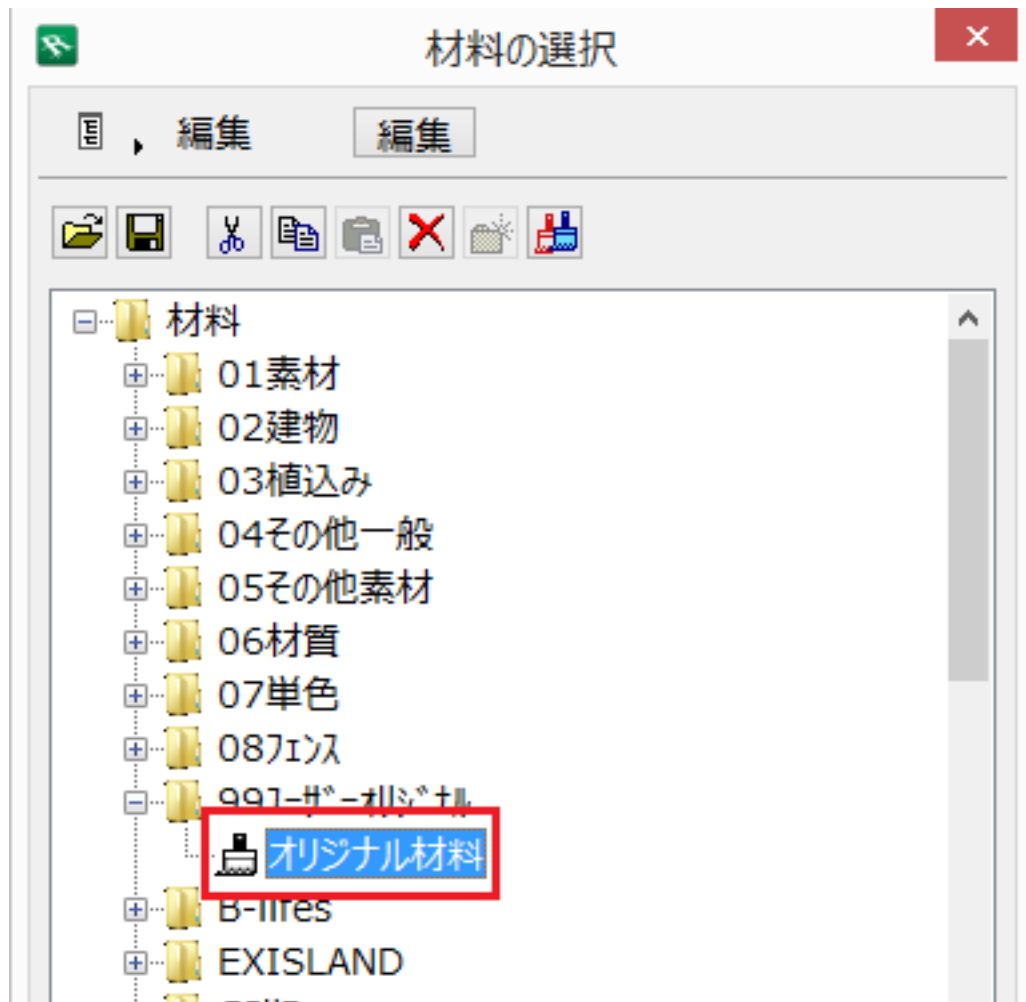 材料の選択
編集 編集
材料
01素材
02建物
03植込み
04その他一般
05その他素材
06材質
07単色
08ﾌｪﾝｽ
99ﾕｰｻﾞｰｵﾘｼﾞﾅﾙ
オリジナル材料
B-lifes
EXISLAND